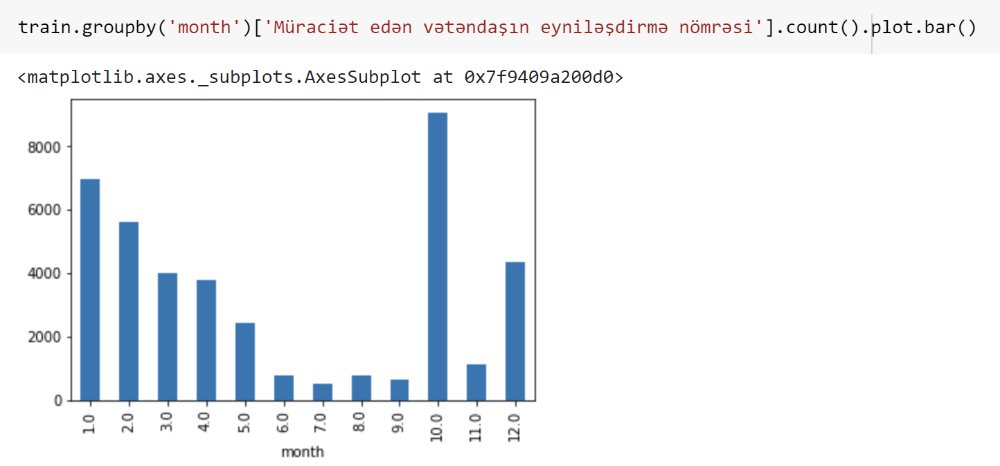 train.groupby('month')['Müraciət edən vətəndaşın eyniləşdirmə nömrəsi'].count().plot.bar()
<matplotlib.axes._subplots.AxesSubplot at 0x7f9409a200d0>
8000
6000
4000
2000
0
1.0 2.0 3.0 4.0 5.0 6.0 7.0 8.0 9.0 10.0 11.0 12.0
month